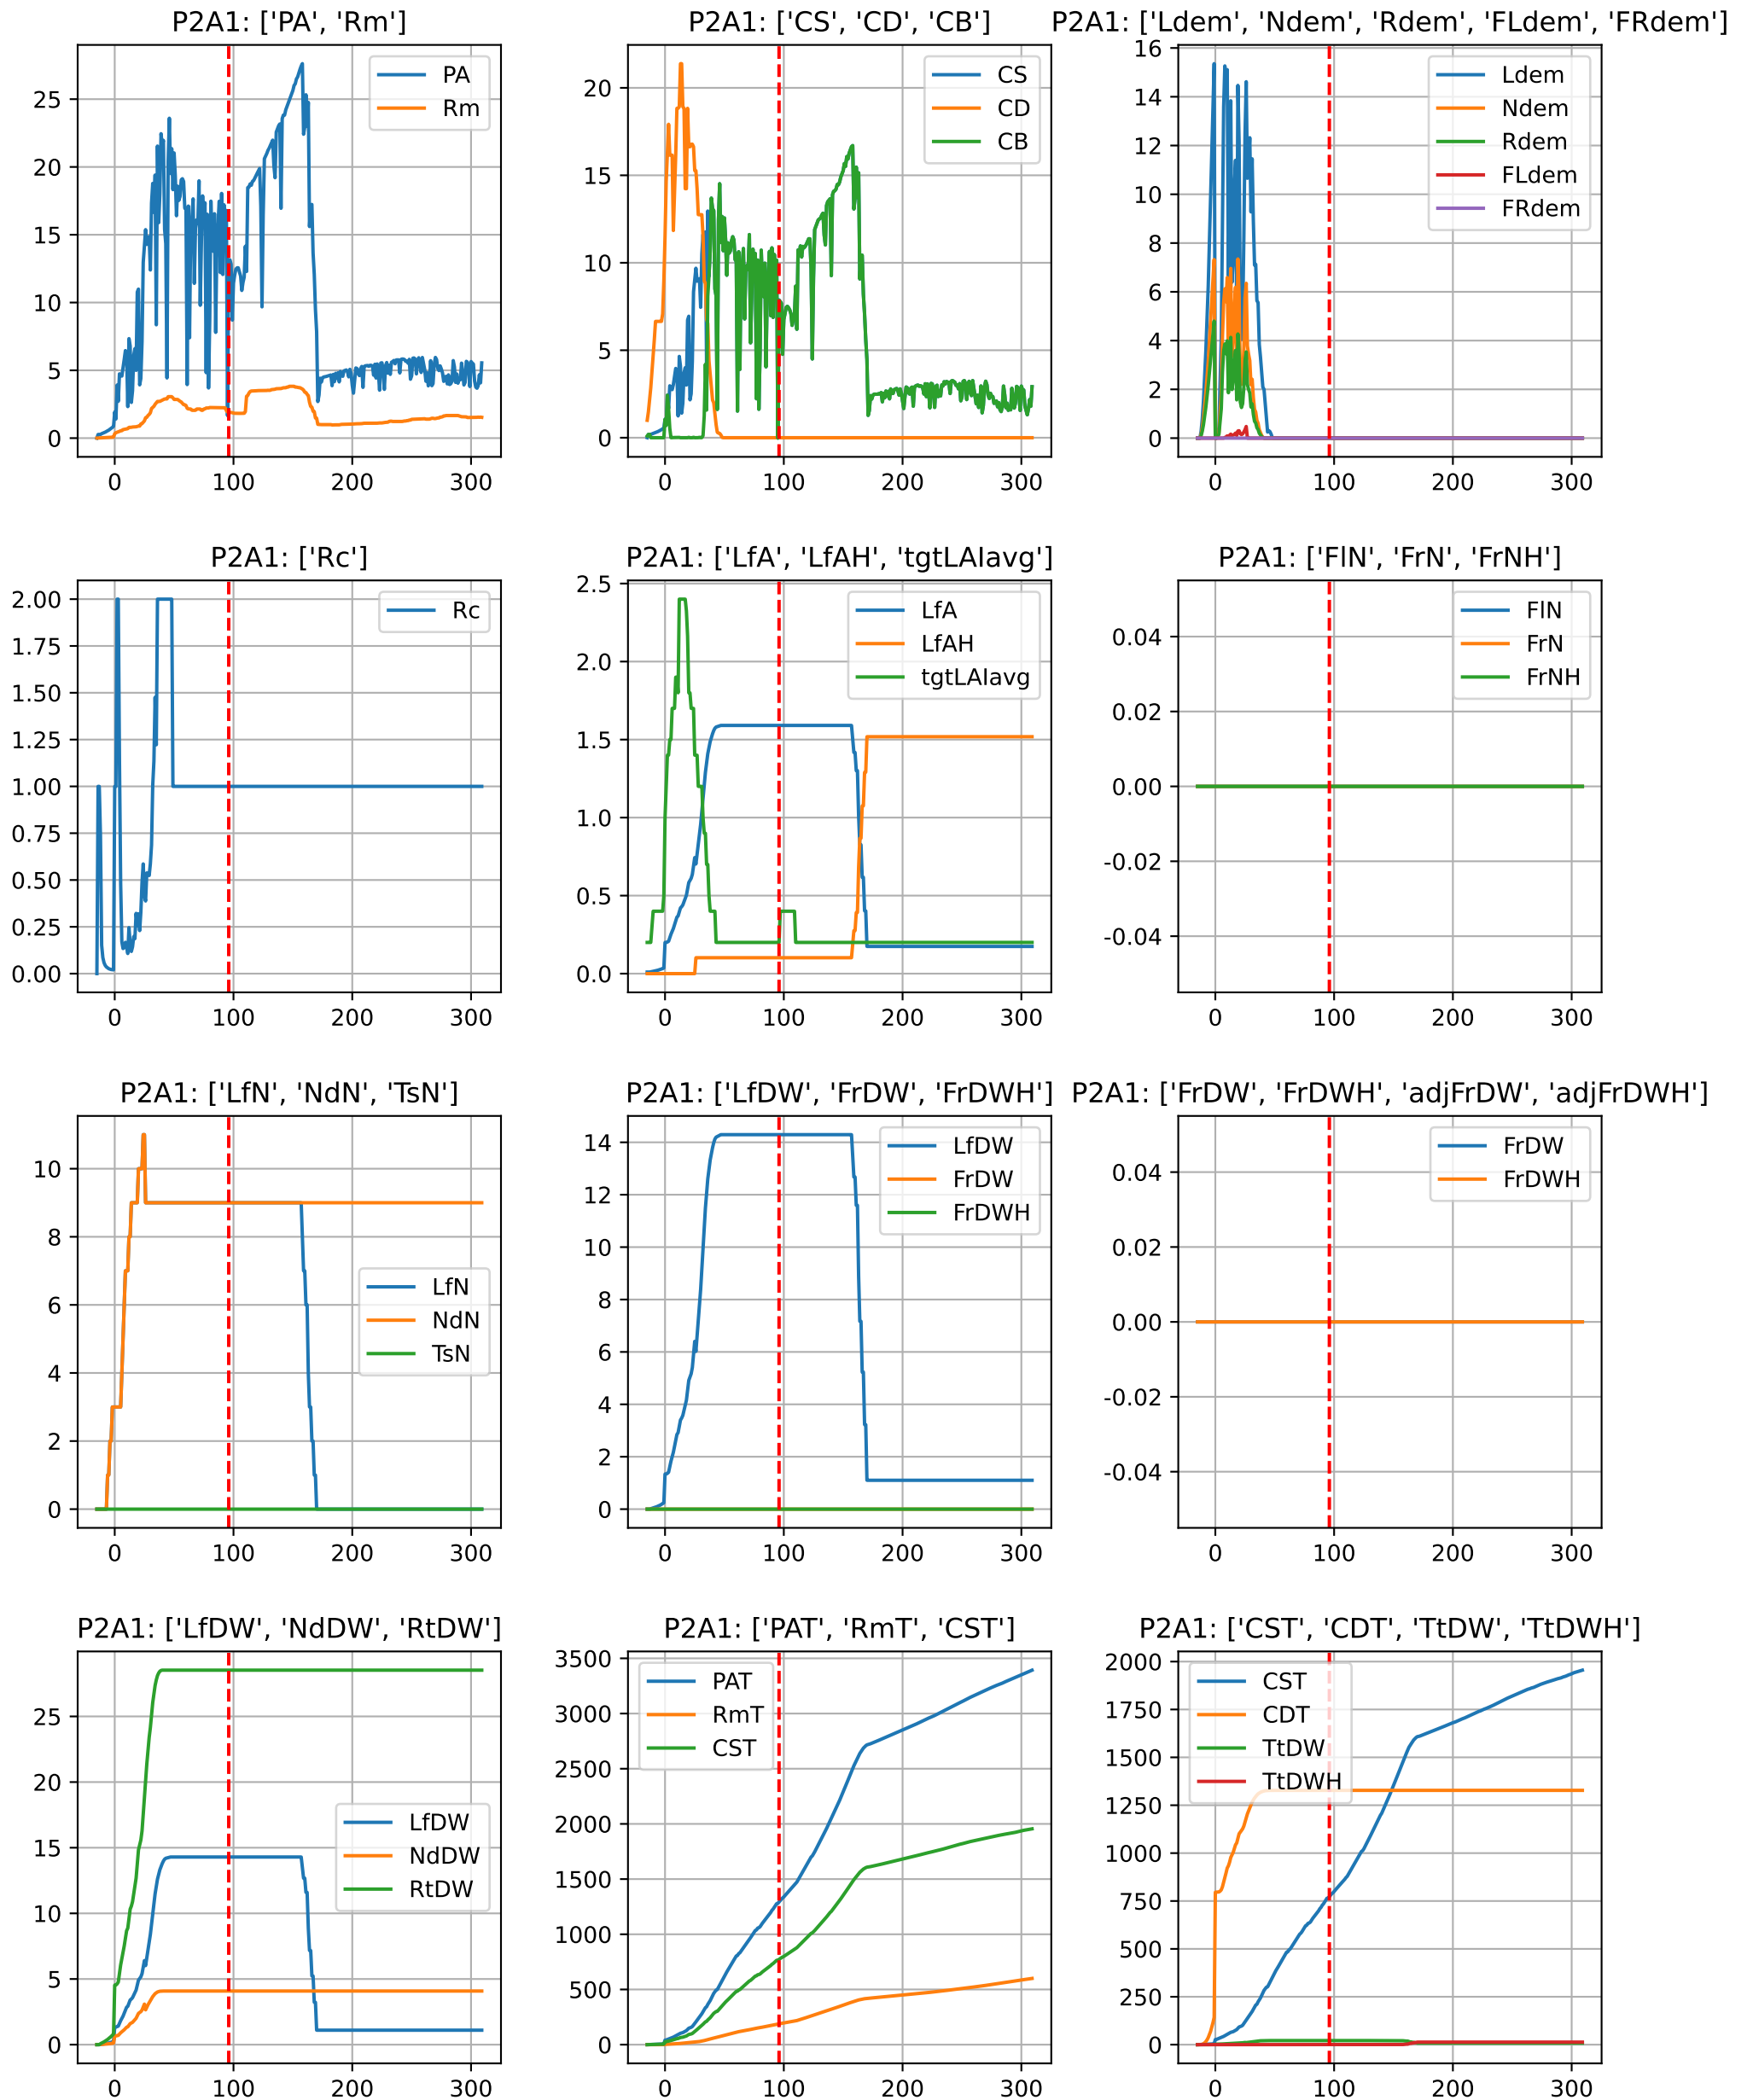 P2A1: ['PA', 'Rm']
25
20
15
10
5
0
0 100 200 300
PA
Rm
P2A1: ['CS', 'CD', 'CB']
20
15
10
5
0
0 100 200 300
CS
CD
CB
P2A1: ['Ldem', 'Ndem', 'Rdem', 'FLdem', 'FRdem']
16
14
12
10
8
6
4
2
0
0 100 200 300
Ldem
Ndem
Rdem
FLdem
FRdem
P2A1: ['Rc']
2.00
1.75
1.50
1.25
1.00
0.75
0.50
0.25
0.00
0 100 200 300
Rc
P2A1: ['LfA', 'LfAH', 'tgtLAIavg']
2.5
2.0
1.5
1.0
0.5
0.0
0 100 200 300
LfA
LfAH
tgtLAIavg
P2A1: ['FlN', 'FrN', 'FrNH']
0.04
0.02
0.00
-0.02
-0.04
0 100 200 300
FlN
FrN
FrNH
P2A1: ['LfN', 'NdN', 'TsN']
10
8
6
4
2
0
0 100 200 300
LfN
NdN
TsN
P2A1: ['LfDW', 'FrDW', 'FrDWH']
14
12
10
8
6
4
2
0
0 100 200 300
LfDW
FrDW
FrDWH
P2A1: ['FrDW', 'FrDWH', 'adjFrDW', 'adjFrDWH']
0.04
0.02
0.00
-0.02
-0.04
0 100 200 300
FrDW
FrDWH
P2A1: ['LfDW', 'NdDW', 'RtDW']
25
20
15
10
5
0
0 100 200 300
LfDW
NdDW
RtDW
P2A1: ['PAT', 'RmT', 'CST']
3500
3000
2500
2000
1500
1000
500
0
0 100 200 300
PAT
RmT
CST
P2A1: ['CST', 'CDT', 'TtDW', 'TtDWH']
2000
1750
1500
1250
1000
750
500
250
0
0 100 200 300
CST
CDT
TtDW
TtDWH